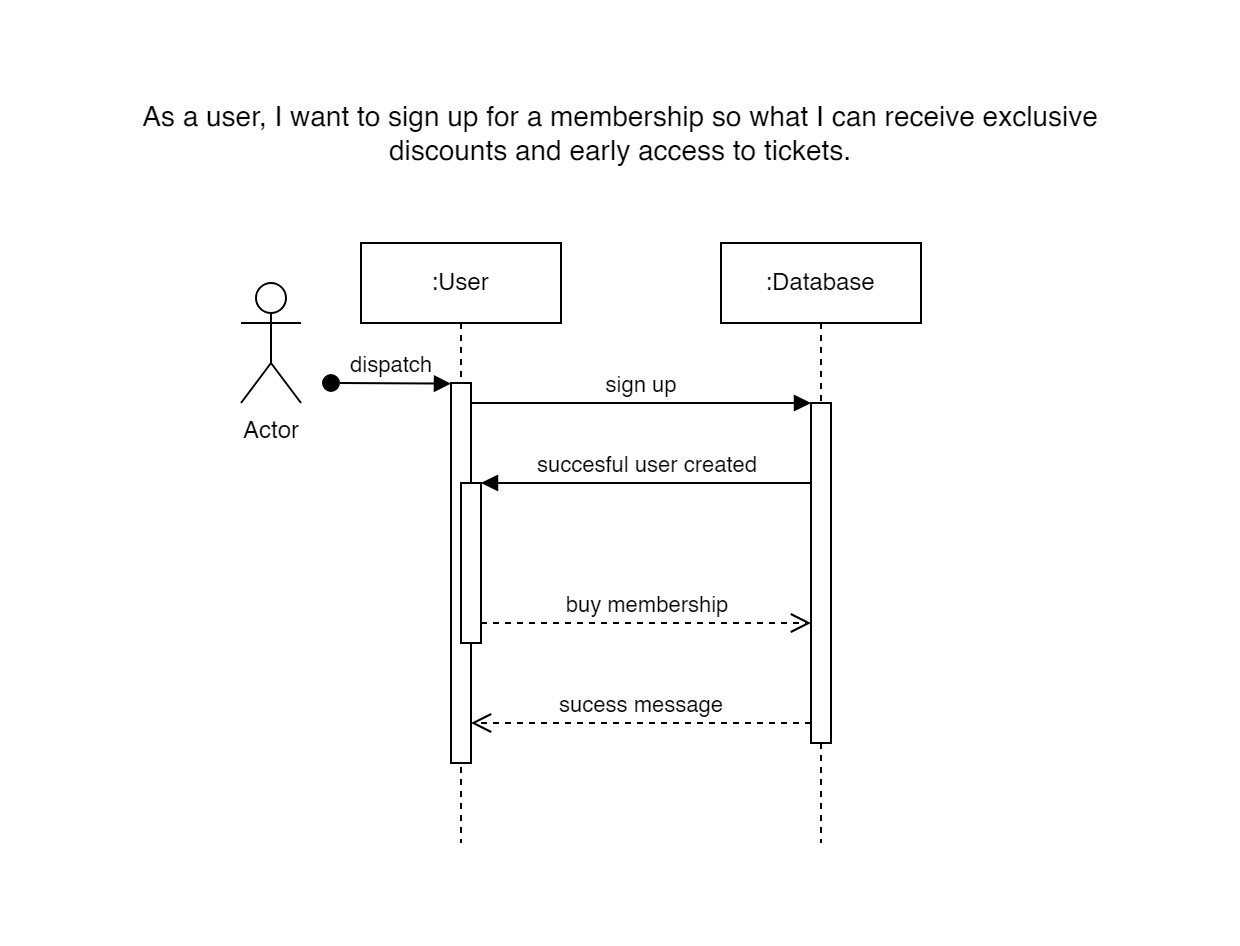 As a user, I want to sign up for a membership so what I can receive exclusive
discounts and early access to tickets.
:User
:Database
dispatch
sign up
Actor
succesful user created
buy membership
sucess message